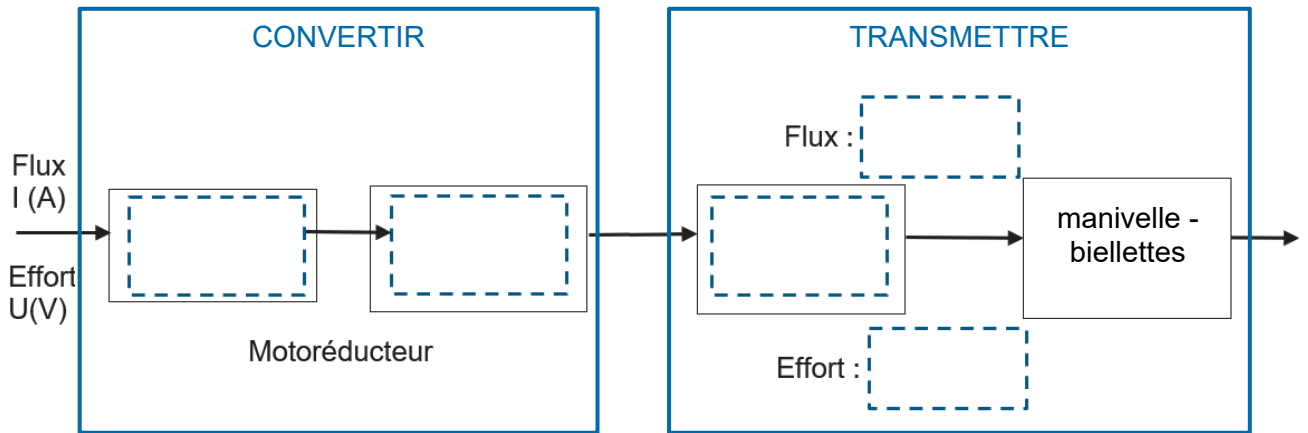 CONVERTIR
Flux
I (A)
Effort
U(V)
Motoréducteur
TRANSMETTRE
Flux :
manivelle -
biellettes
Effort :